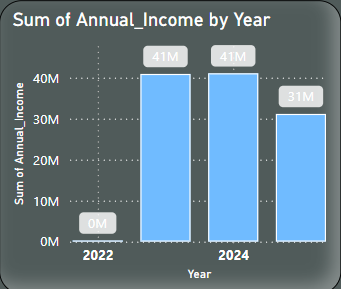 Sum of Annual_Income by Year
Sum of Annual_Income
40M
30M
20M
10M
0M
0M
41M
41M
31M
2022
2024
Year